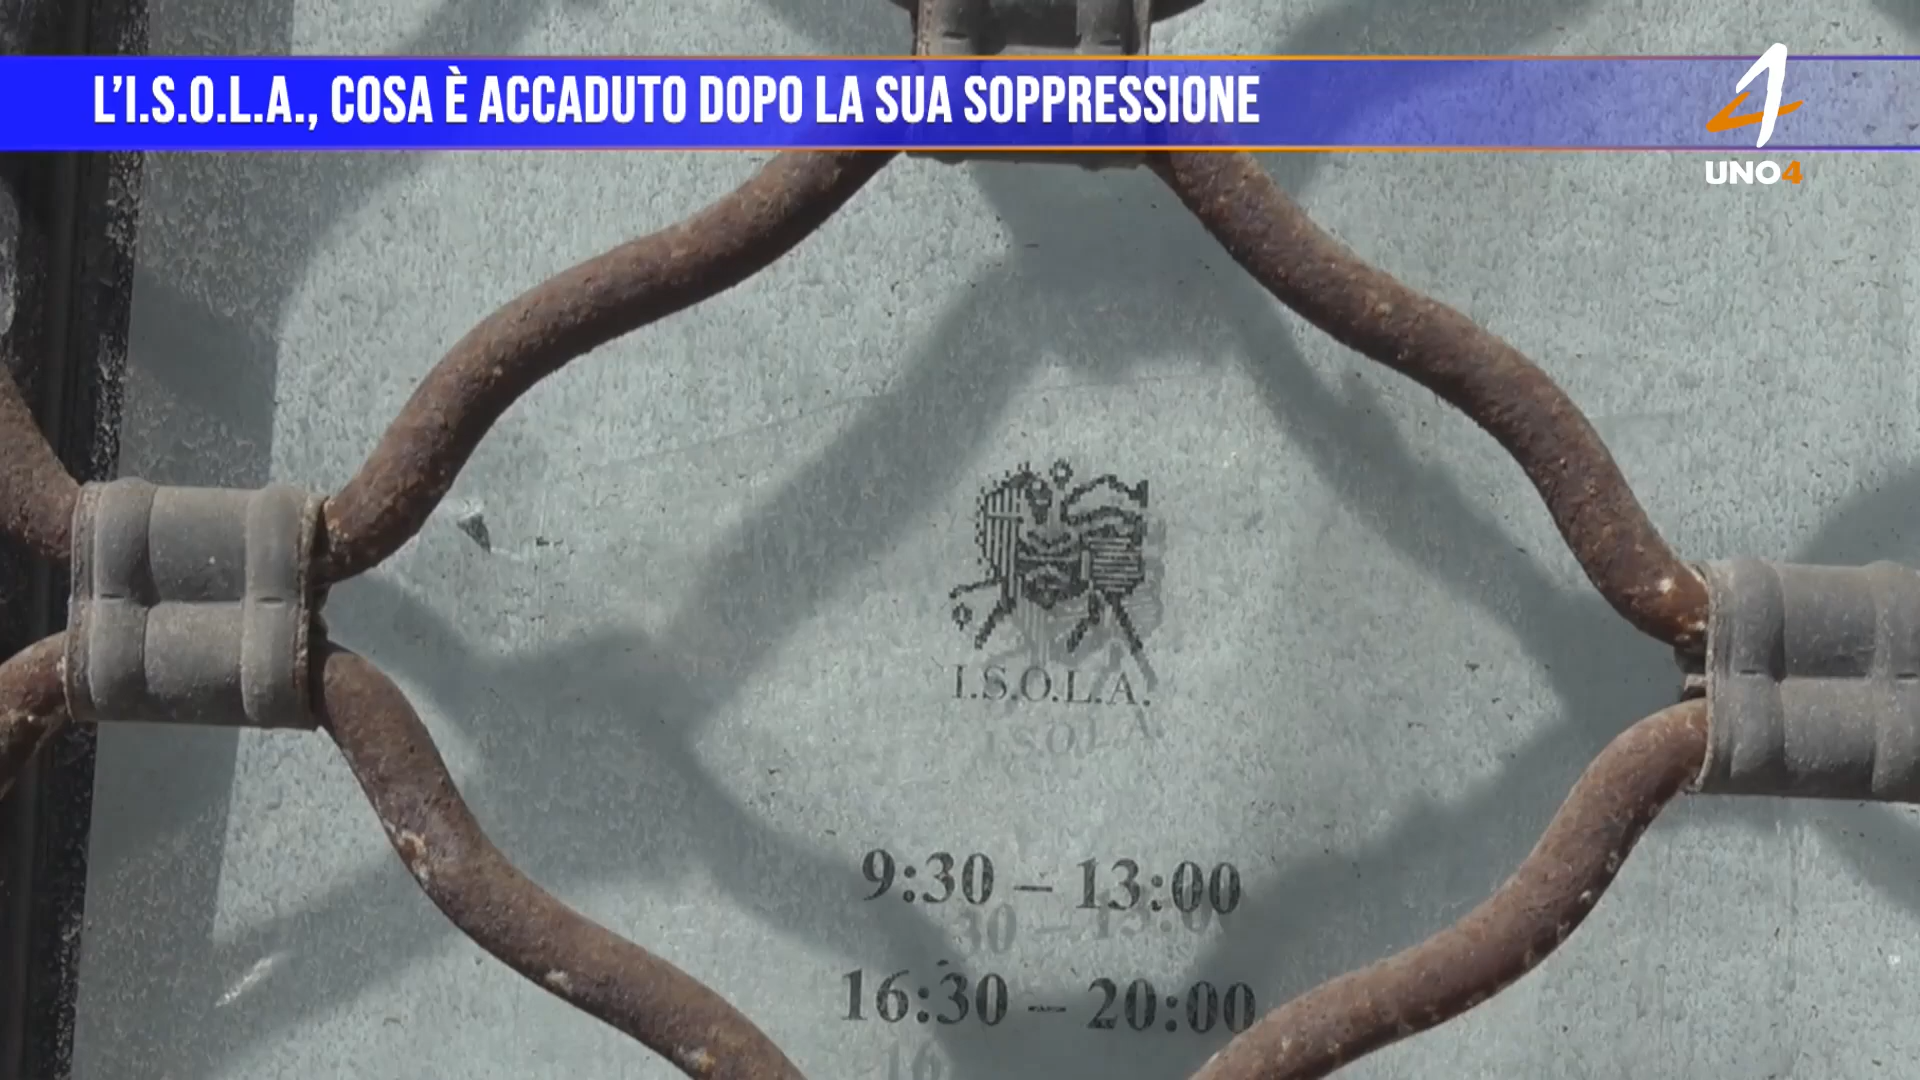 L'I.S.O.L.A., COSA È ACCADUTO DOPO LA SUA SOPPRESSIONE
UNO4
I.S.O.L.A.
9:30 – 13:00
16:30 – 20:00